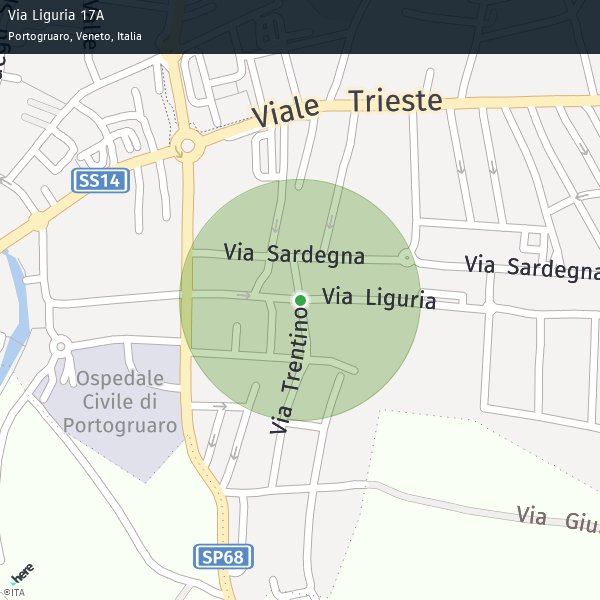 Via Liguria 17A
Portogruaro, Veneto, Italia
Viale Trieste
SS14
Via Sardegna
Via Sardegna
Via Liguria
Via Trentino
Ospedale
Civile di
Portogruaro
Via Gius
SP68
here
©ITA